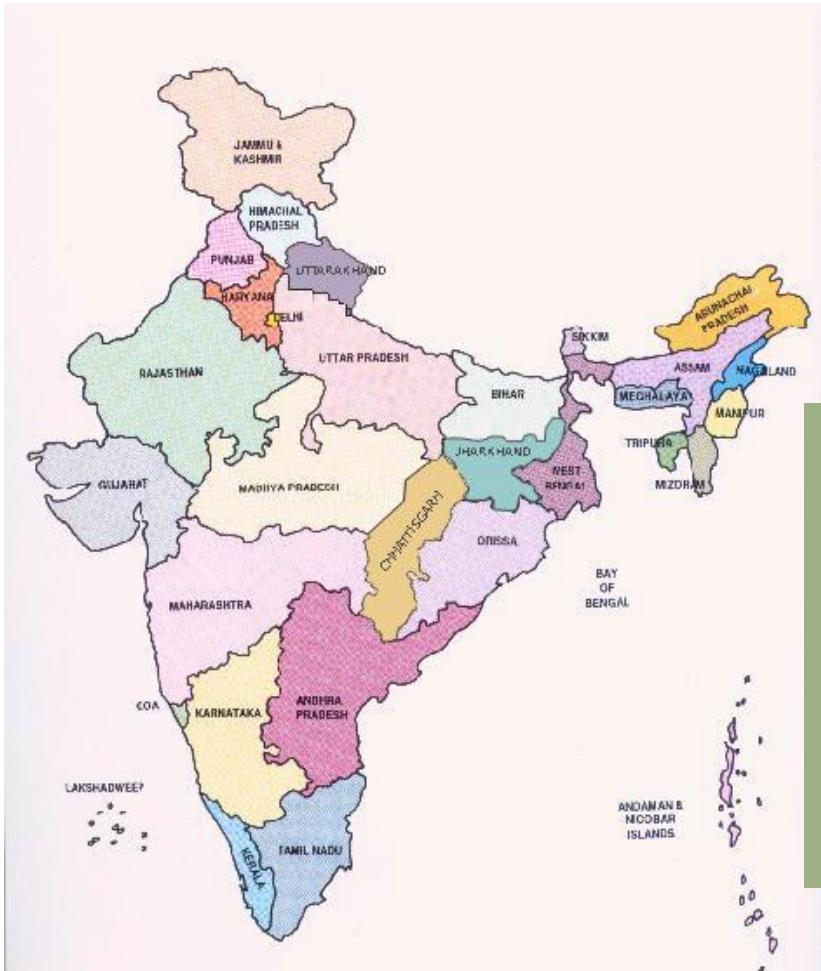 JAMMU &
KASHMIR
HIMACHAL
PRADESH
PUNJAB
UTTARAKHAND
HARYANA
DELHI
ARUNACHAL
PRADESH
SIKKIM
UTTAR PRADESH
RAJASTHAN
ASSAM
NAGALAND
BIHAR
MEGHALAYA
MANIPUR
TRIPURA
JHARKHAND
WEST
BENGAL
GUJARAT
MADHYA PRADESH
MIZORAM
CHHATTISGARH
ORISSA
BAY
OF
BENGAL
MAHARASHTRA
GOA
KARNATAKA
ANDHRA
PRADESH
LAKSHADWEEP
ANDAMAN &
NICOBAR
ISLANDS
KERALA
TAMIL NADU